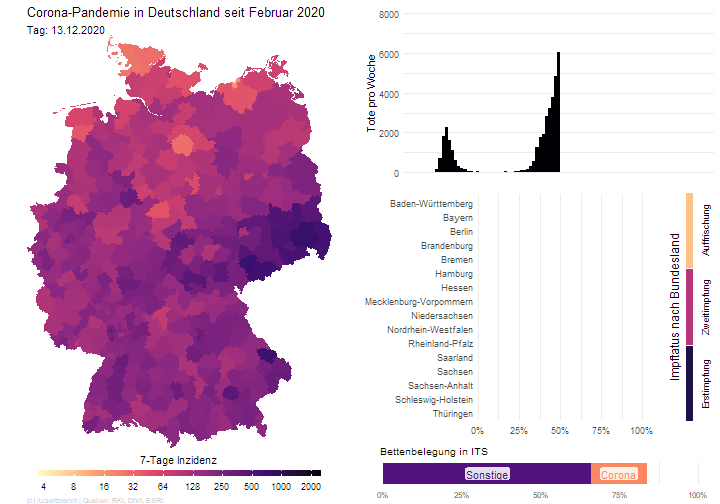 Corona-Pandemie in Deutschland seit Februar 2020
Tag: 13.12.2020
7-Tage Inzidenz
4 8 16 32 64 125 250 500 1000 2000
(c) /u/zeitbrennt | Quellen: RKI, DIVI, ESRI
Tote pro Woche
8000
6000
4000
2000
0
Baden-Württemberg
Bayern
Berlin
Brandenburg
Bremen
Hamburg
Hessen
Mecklenburg-Vorpommern
Niedersachsen
Nordrhein-Westfalen
Rheinland-Pfalz
Saarland
Sachsen
Sachsen-Anhalt
Schleswig-Holstein
Thüringen
0% 25% 50% 75% 100%
Impfstatus nach Bundesland
Auffrischung
Zweitimpfung
Erstimpfung
Bettenbelegung in ITS
Sonstige
Corona
0% 25% 50% 75% 100%